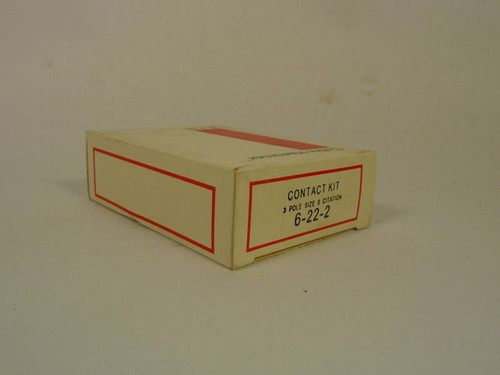 CONTACT KIT
3 POLE SIZE 2 CITATION
6-22-2